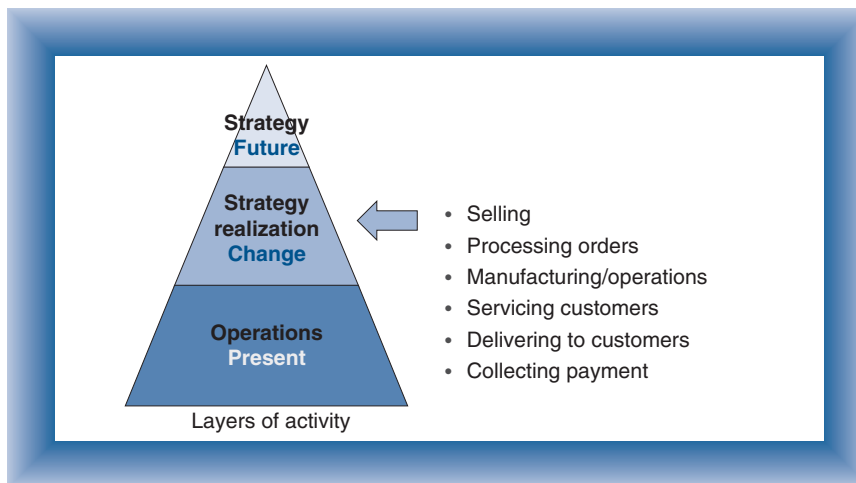 Strategy
Future
Strategy
realization
Change
Operations
Present
Layers of activity
• Selling
• Processing orders
• Manufacturing/operations
• Servicing customers
• Delivering to customers
• Collecting payment